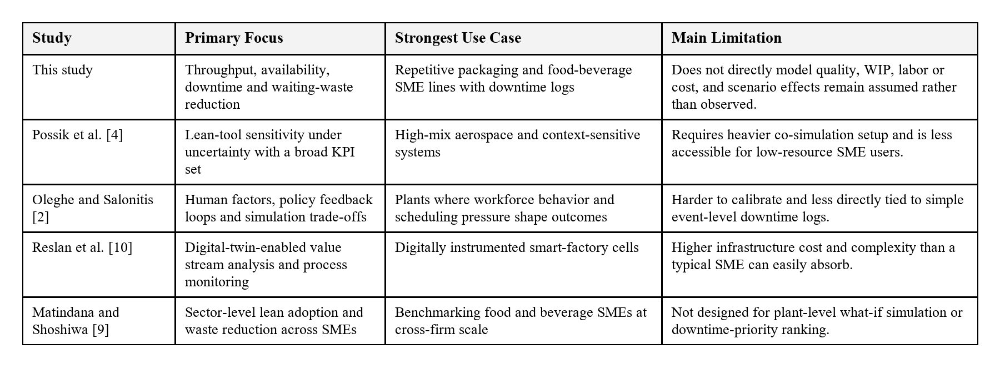 Study
Primary Focus
Strongest Use Case
Main Limitation
This study
Throughput, availability,
downtime and waiting-waste
reduction
Repetitive packaging and food-beverage
SME lines with downtime logs
Does not directly model quality, WIP, labor or
cost, and scenario effects remain assumed rather
than observed.
Possik et al. [4]
Lean-tool sensitivity under
uncertainty with a broad KPI
set
High-mix aerospace and context-sensitive
systems
Requires heavier co-simulation setup and is less
accessible for low-resource SME users.
Oleghe and Salonitis
[2]
Human factors, policy feedback
loops and simulation trade-offs
Plants where workforce behavior and
scheduling pressure shape outcomes
Harder to calibrate and less directly tied to simple
event-level downtime logs.
Reslan et al. [10]
Digital-twin-enabled value
stream analysis and process
monitoring
Digitally instrumented smart-factory cells
Higher infrastructure cost and complexity than a
typical SME can easily absorb.
Matindana and
Shoshiwa [9]
Sector-level lean adoption and
waste reduction across SMEs
Benchmarking food and beverage SMEs at
cross-firm scale
Not designed for plant-level what-if simulation or
downtime-priority ranking.